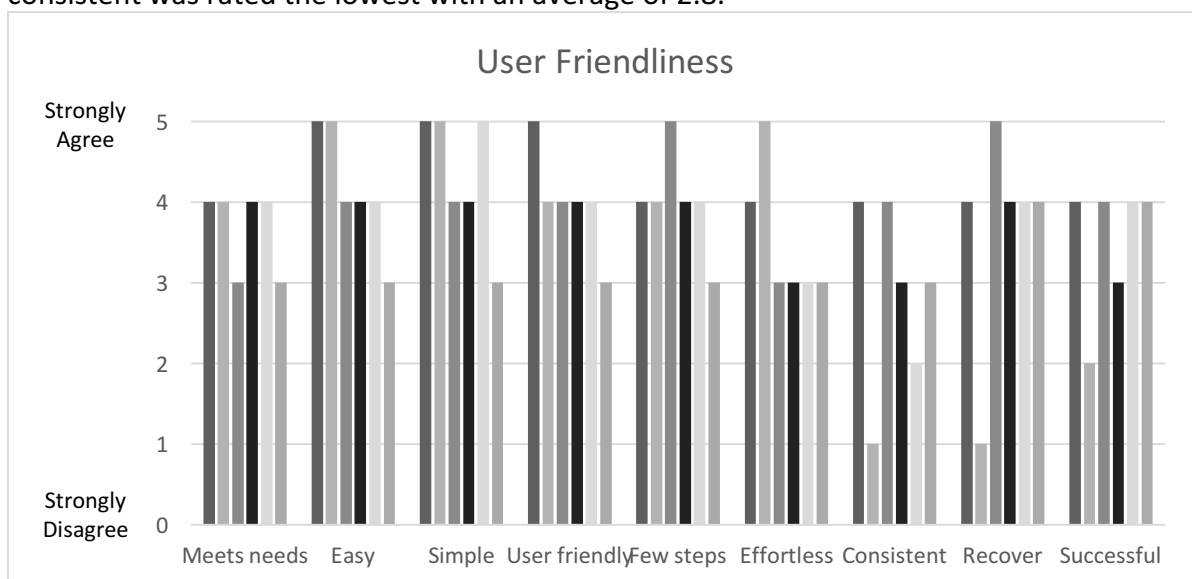 consistent was rated the lowest with an average of 2.8.
User Friendliness
Strongly
Agree
5
4
3
2
1
Strongly
Disagree
0
Meets needs Easy Simple User friendly Few steps Effortless Consistent Recover Successful